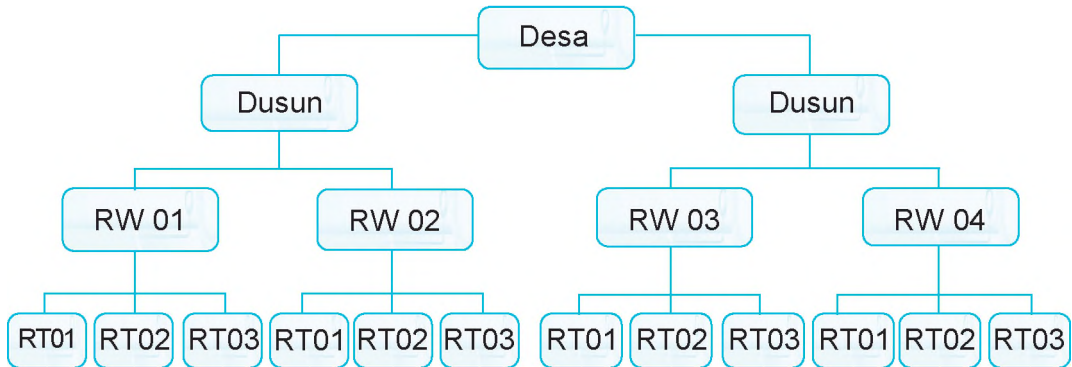 Desa
Dusun
Dusun
RW 01
RW 02
RW 03
RW 04
RT01
RT02
RT03
RT01
RT02
RT03
RT01
RT02
RT03
RT01
RT02
RT03